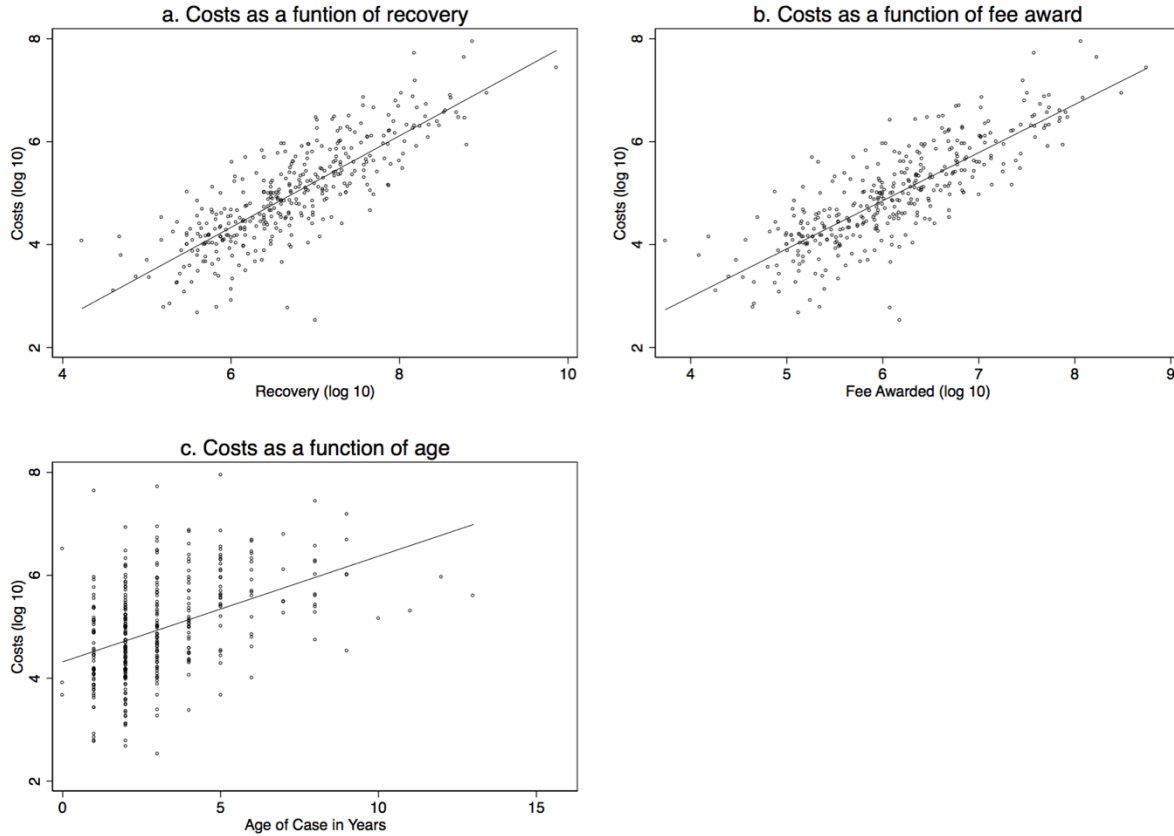 a. Costs as a funtion of recovery
Costs (log 10)
8
6
4
2
4 6 8 10
Recovery (log 10)
b. Costs as a function of fee award
Costs (log 10)
8
6
4
2
4 5 6 7 8 9
Fee Awarded (log 10)
c. Costs as a function of age
Costs (log 10)
8
6
4
2
0 5 10 15
Age of Case in Years